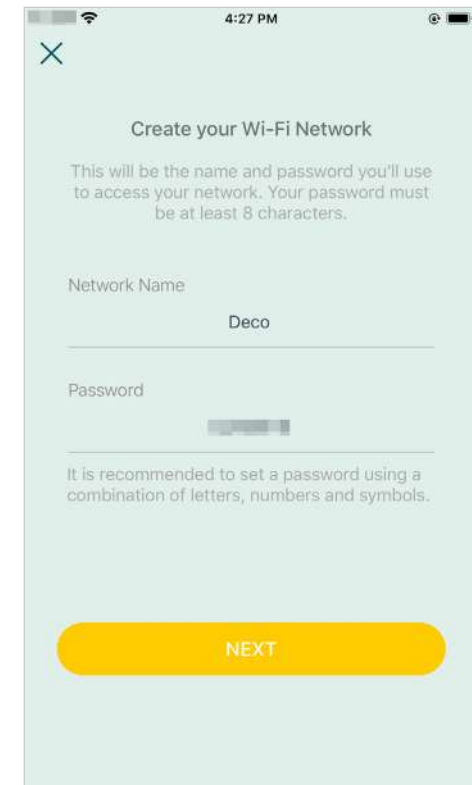 4:27 PM
Create your Wi-Fi Network
This will be the name and password you'll use
to access your network. Your password must
be at least 8 characters.
Network Name
Deco
Password
It is recommended to set a password using a
combination of letters, numbers and symbols.
NEXT